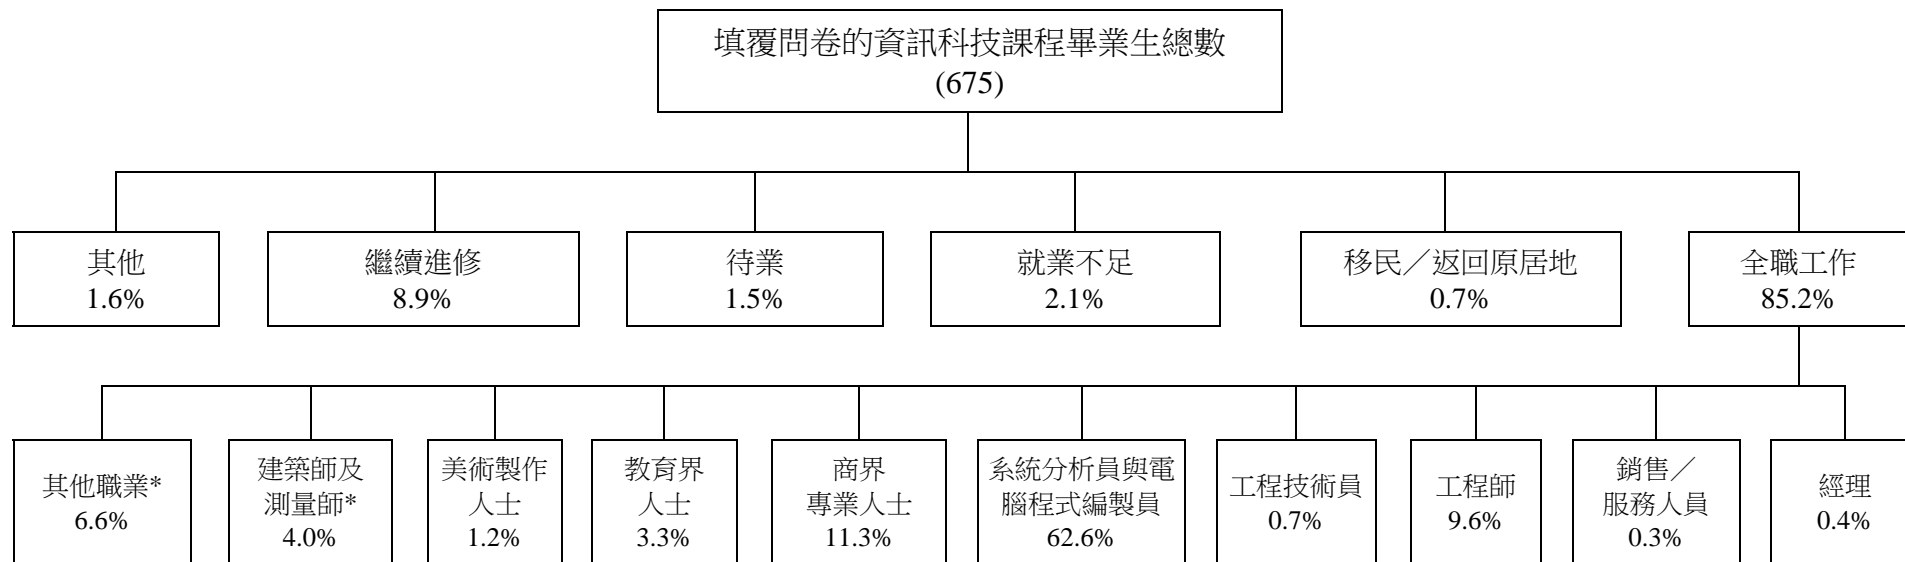 填覆問卷的資訊科技課程畢業生總數
(675)
其他
1.6%
繼續進修
8.9%
待業
1.5%
就業不足
2.1%
移民／返回原居地
0.7%
全職工作
85.2%
其他職業*
6.6%
建築師及
測量師*
4.0%
美術製作
人士
1.2%
教育界
人士
3.3%
商界
專業人士
11.3%
系統分析員與電
腦程式編製員
62.6%
工程技術員
0.7%
工程師
9.6%
銷售／
服務人員
0.3%
經理
0.4%